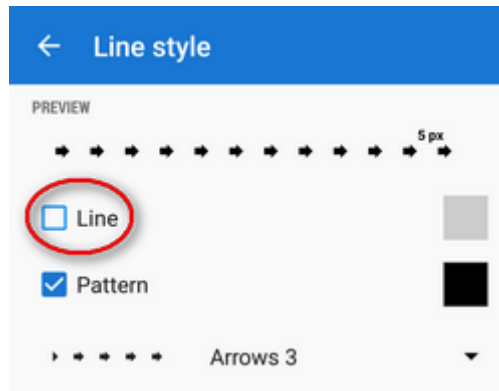 Line style
PREVIEW
5 px
Line
Pattern
Arrows 3